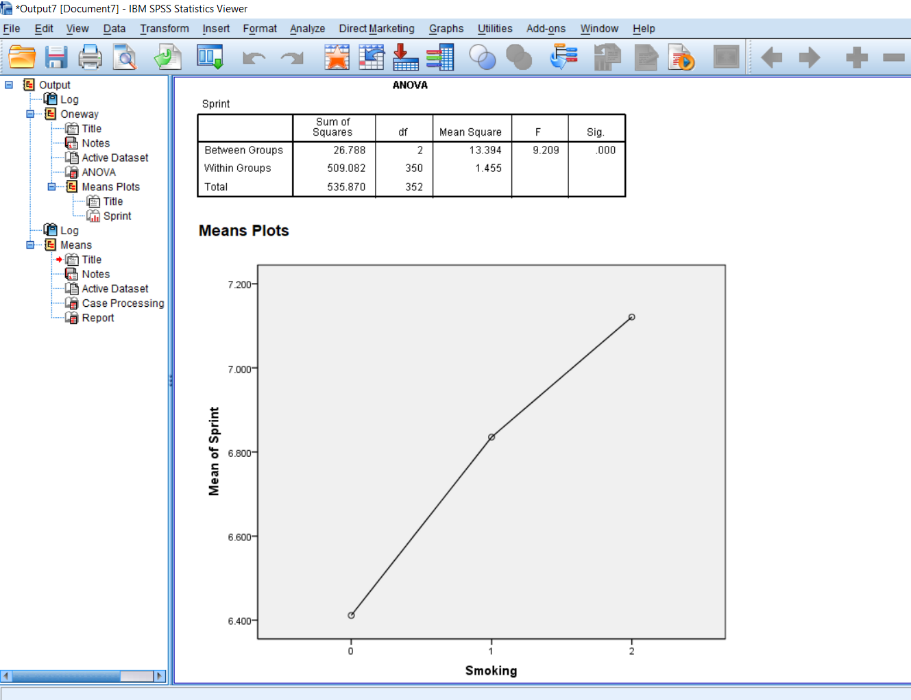 *Output7 [Document7] - IBM SPSS Statistics Viewer
File Edit View Data Transform Insert Format Analyze Direct Marketing Graphs Utilities Add-ons Window Help
Output
Log
Oneway
Title
Notes
Active Dataset
ANOVA
Means Plots
Title
Sprint
Log
Means
Title
Notes
Active Dataset
Case Processing
Report
ANOVA
Sprint
Sum of Squares df Mean Square F Sig.
Between Groups 26.788 2 13.394 9.209 .000
Within Groups 509.082 350 1.455
Total 535.870 352
Means Plots
Mean of Sprint
7.200
7.000
6.800
6.600
6.400
0 1 2
Smoking